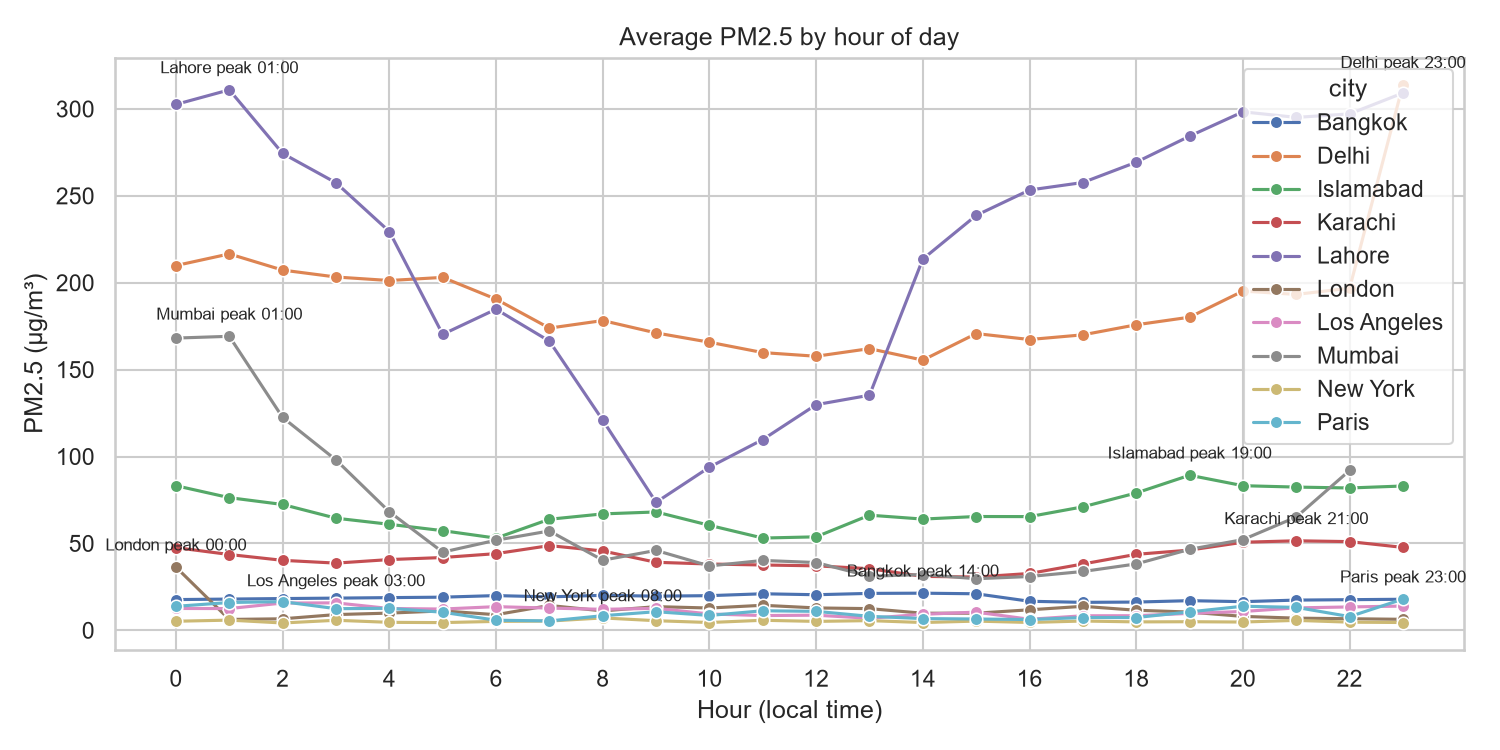 Average PM2.5 by hour of day
Lahore peak 01:00
Delhi peak 23:00
Mumbai peak 01:00
Islamabad peak 19:00
Karachi peak 21:00
London peak 00:00
Los Angeles peak 03:00
New York peak 08:00
Bangkok peak 14:00
Paris peak 23:00
city
Bangkok
Delhi
Islamabad
Karachi
Lahore
London
Los Angeles
Mumbai
New York
Paris
PM2.5 (µg/m³)
300
250
200
150
100
50
0
0 2 4 6 8 10 12 14 16 18 20 22
Hour (local time)